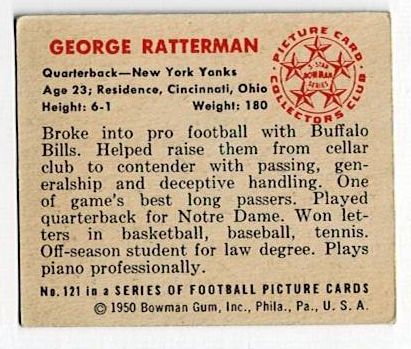 GEORGE RATTERMAN
Quarterback—New York Yanks
Age 23; Residence, Cincinnati, Ohio
Height: 6-1 Weight: 180
PICTURE CARD
5 STAR
BOWMAN
SERIES
COLLECTORS CLUB
Broke into pro football with Buffalo
Bills. Helped raise them from cellar
club to contender with passing, gen-
eralship and deceptive handling. One
of game's best long passers. Played
quarterback for Notre Dame. Won let-
ters in basketball, baseball, tennis.
Off-season student for law degree. Plays
piano professionally.
No. 121 in a SERIES OF FOOTBALL PICTURE CARDS
©1950 Bowman Gum, Inc., Phila., Pa., U. S. A.